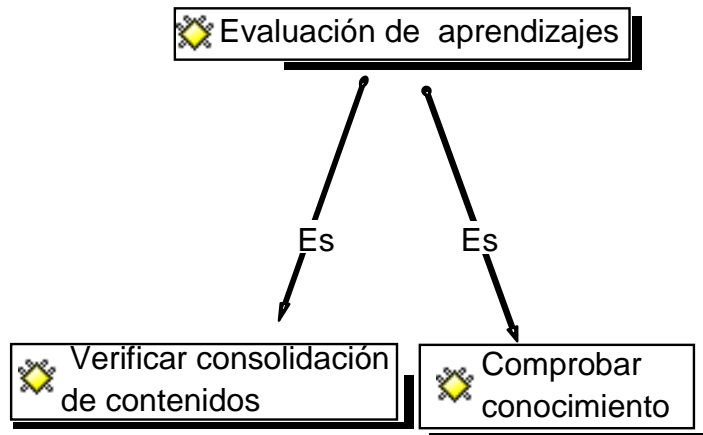 Evaluación de aprendizajes
Es
Es
Verificar consolidación
de contenidos
Comprobar
conocimiento